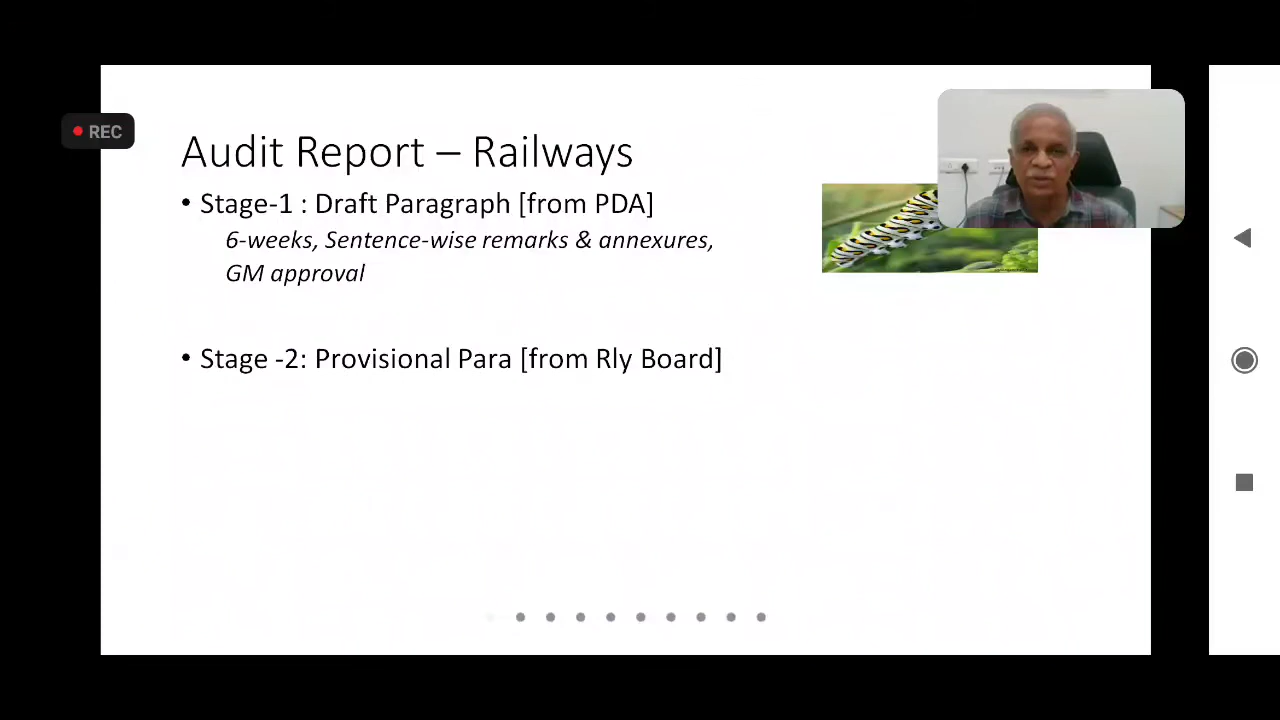 REC
Audit Report – Railways
• Stage-1 : Draft Paragraph [from PDA]
6-weeks, Sentence-wise remarks & annexures,
GM approval
• Stage -2: Provisional Para [from Rly Board]